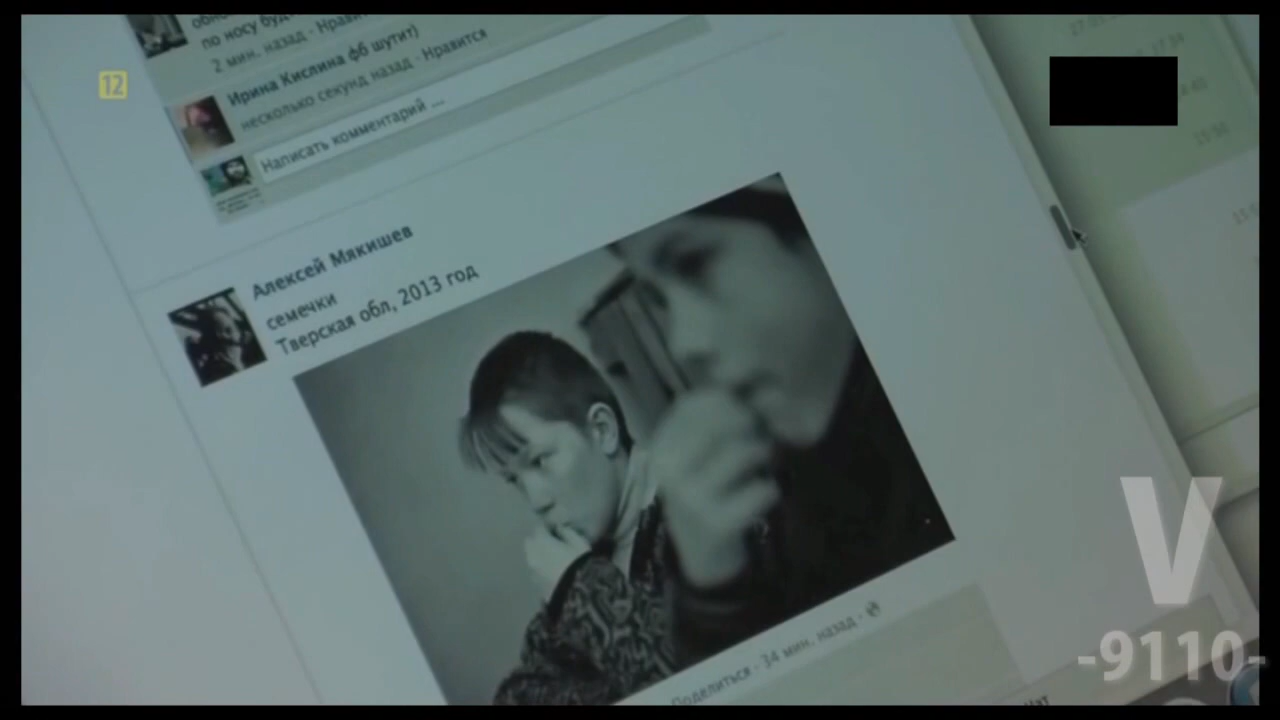 по носу
2 мин. назад · Нравится
12
Ирина Кислина фб шутит)
несколько секунд назад · Нравится
Написать комментарий ...
Алексей Мякишев
семечки
Тверская обл, 2013 год
Поделиться · 34 мин. назад ·
V
-9110-